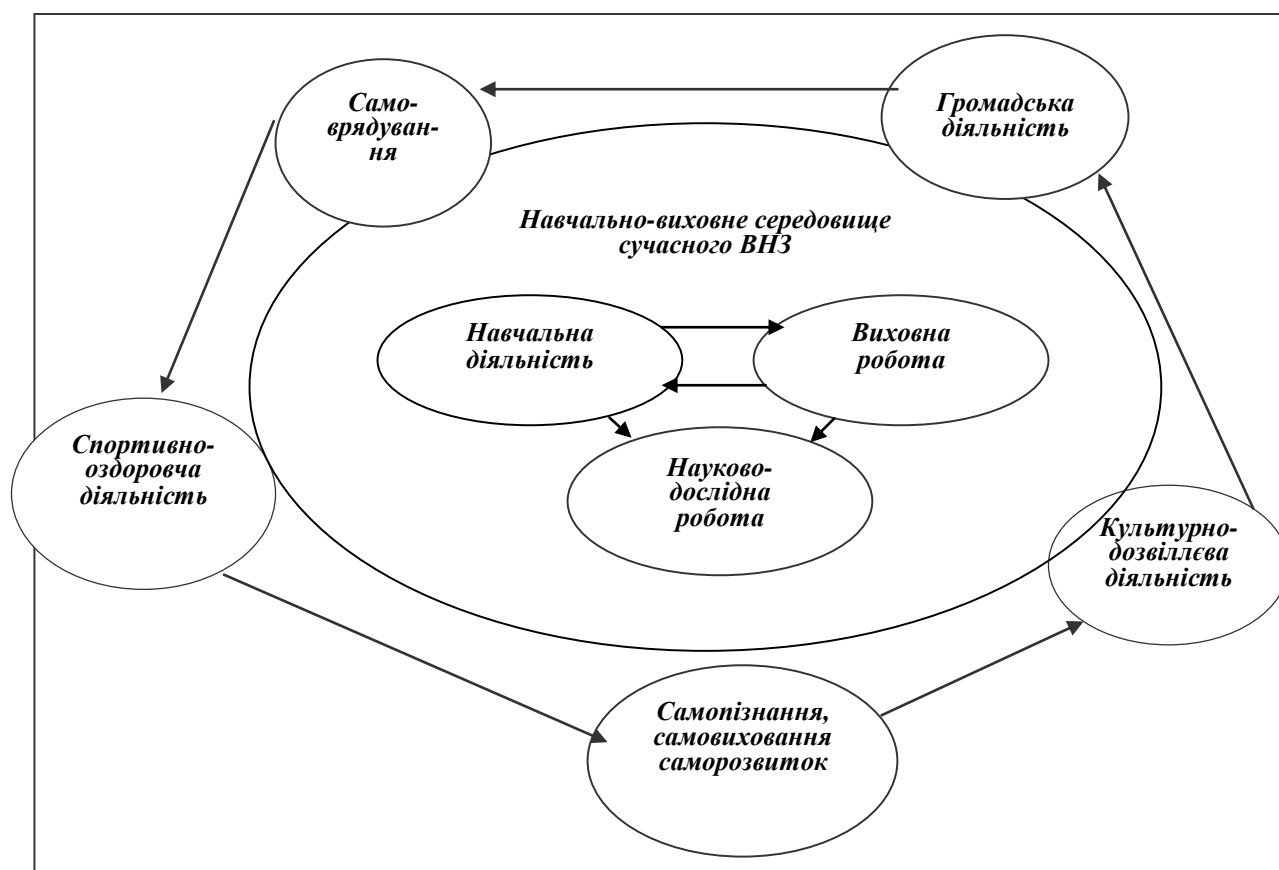 Само-
врядуван-
ня
Громадська
діяльність
Навчально-виховне середовище
сучасного ВНЗ
Навчальна
діяльність
Виховна
робота
Науково-
дослідна
робота
Спортивно-
оздоровча
діяльність
Культурно-
дозвіллєва
діяльність
Самопізнання,
самовиховання
саморозвиток